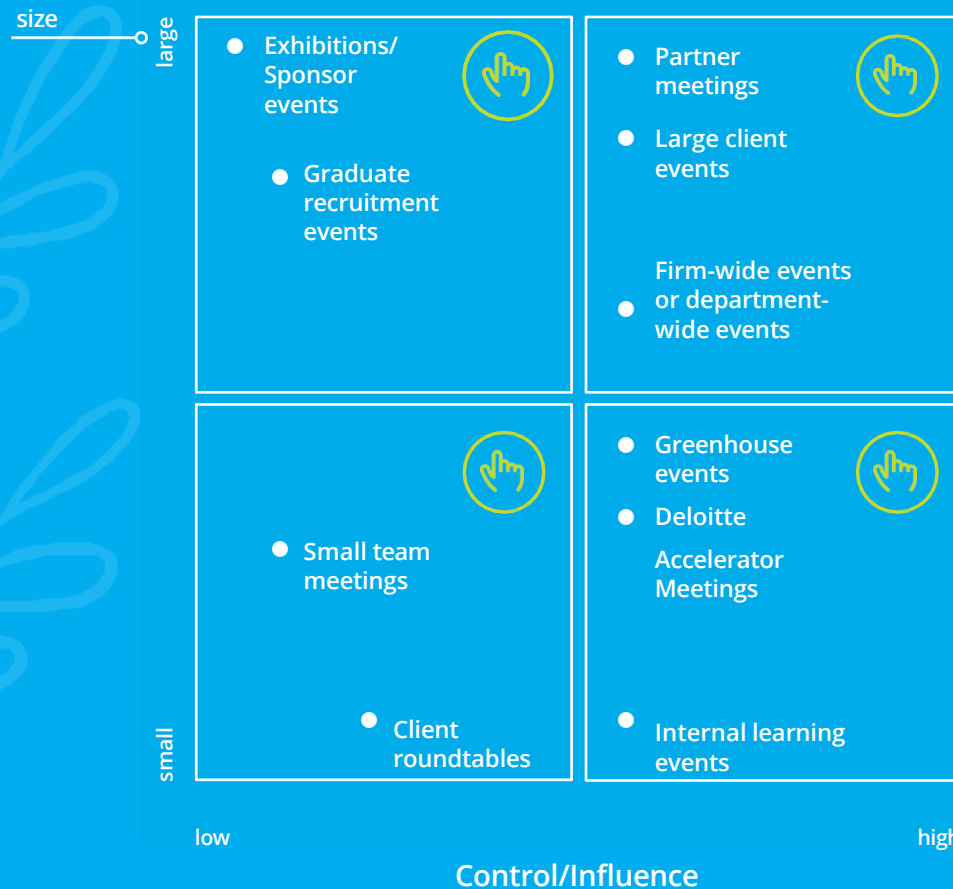 size
large
Exhibitions/
Sponsor
events
Graduate
recruitment
events
Partner
meetings
Large client
events
Firm-wide events
or department-
wide events
Small team
meetings
Client
roundtables
Greenhouse
events
Deloitte
Accelerator
Meetings
Internal learning
events
small
low
high
Control/Influence